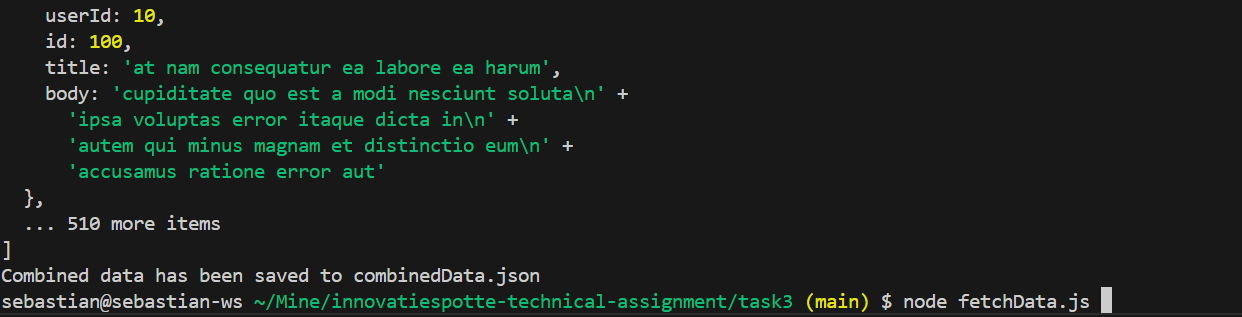 userId: 10,
id: 100,
title: 'at nam consequatur ea labore ea harum',
body: 'cupiditate quo est a modi nesciunt soluta\n' +
'ipsa voluptas error itaque dicta in\n' +
'autem qui minus magnam et distinctio eum\n' +
'accusamus ratione error aut'
},
... 510 more items
]
Combined data has been saved to combinedData.json
sebastian@sebastian-ws ~/Mine/innovatiespotte-technical-assignment/task3 (main) $ node fetchData.js